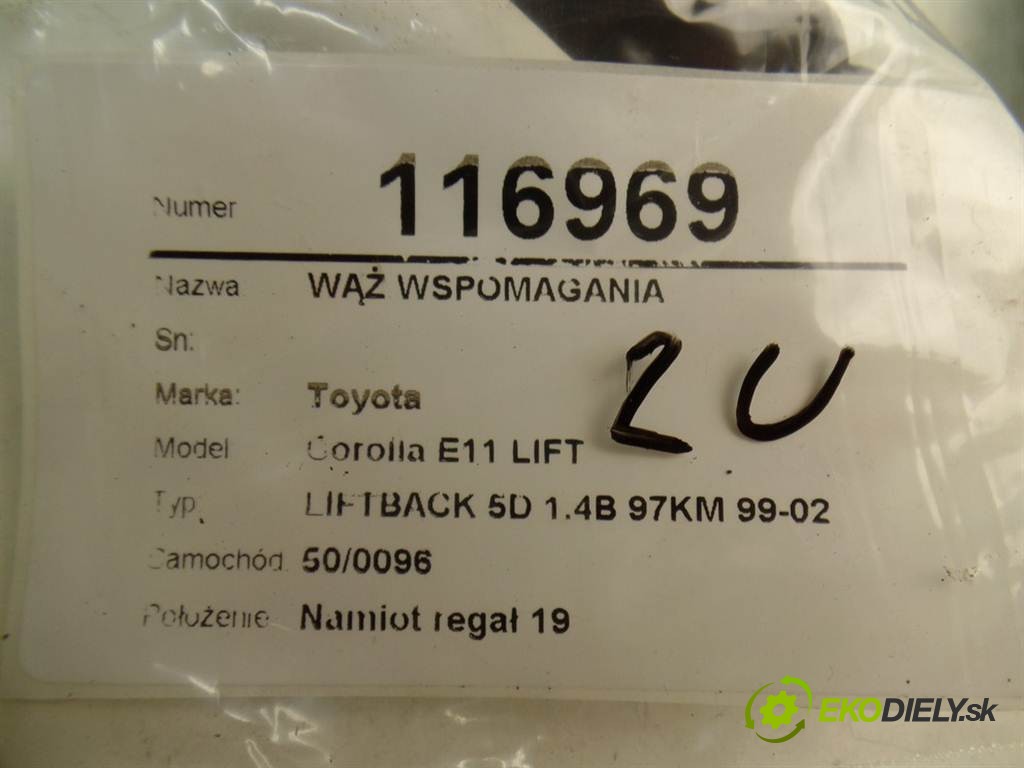 Numer 116969
Nazwa WĄŻ WSPOMAGANIA
Sn:
Marka: Toyota
Model Corolla E11 LIFT
2U
Typ LIFTBACK 5D 1.4B 97KM 99-02
Samochód 50/0096
Położenie Namiot regał 19
EKODIELY.sk